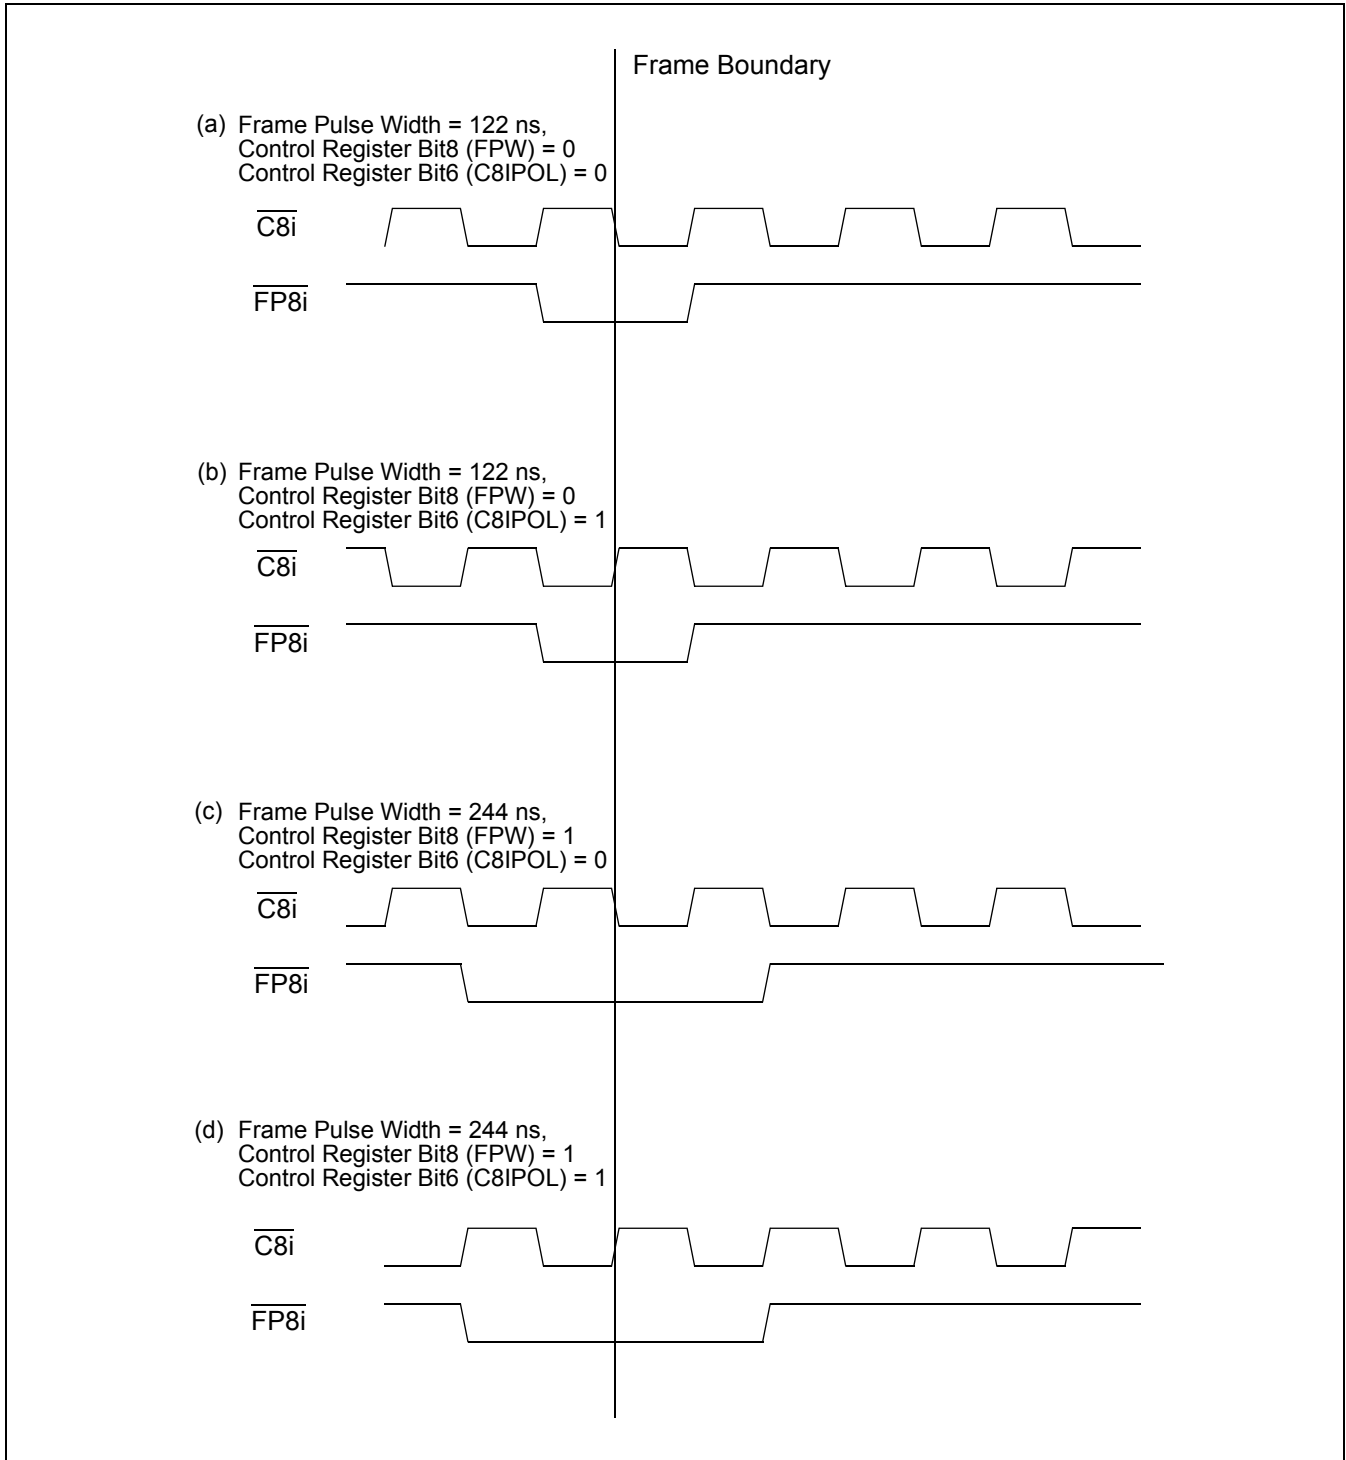 Frame Boundary
(a) Frame Pulse Width = 122 ns,
Control Register Bit8 (FPW) = 0
Control Register Bit6 (C8IPOL) = 0
C8i
FP8i
(b) Frame Pulse Width = 122 ns,
Control Register Bit8 (FPW) = 0
Control Register Bit6 (C8IPOL) = 1
C8i
FP8i
(c) Frame Pulse Width = 244 ns,
Control Register Bit8 (FPW) = 1
Control Register Bit6 (C8IPOL) = 0
C8i
FP8i
(d) Frame Pulse Width = 244 ns,
Control Register Bit8 (FPW) = 1
Control Register Bit6 (C8IPOL) = 1
C8i
FP8i